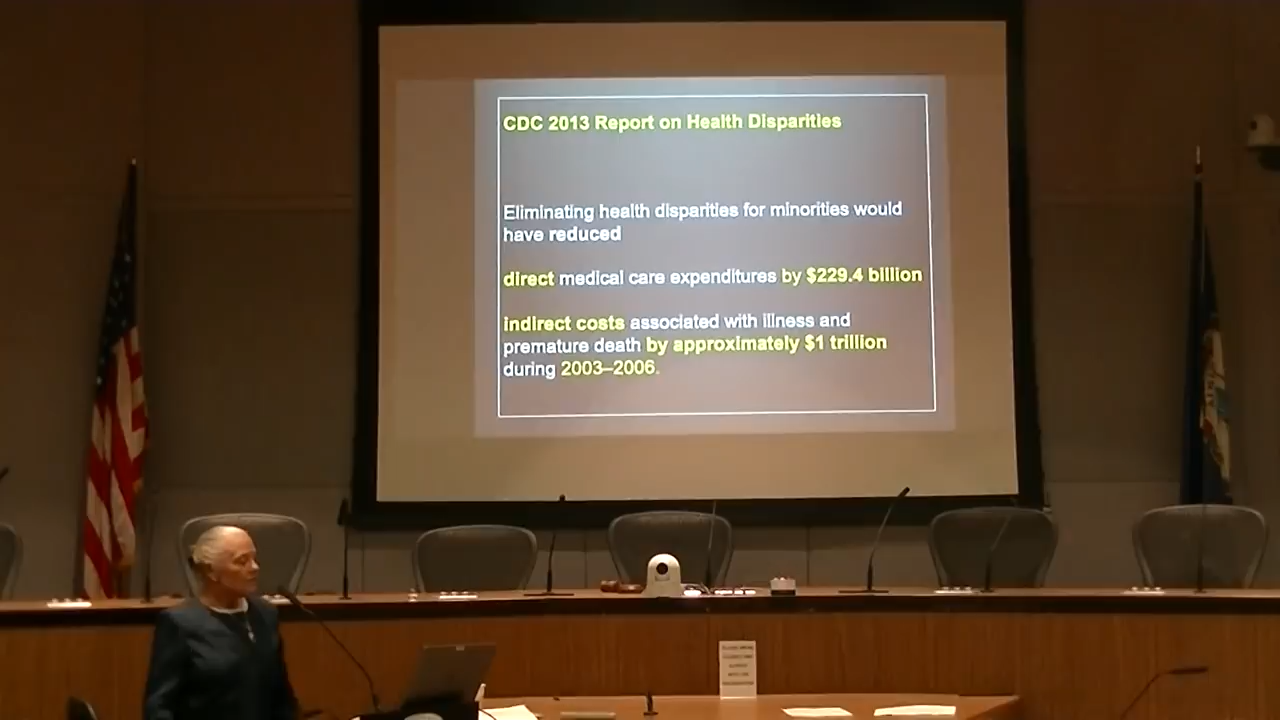 CDC 2013 Report on Health Disparities
Eliminating health disparities for minorities would
have reduced
direct medical care expenditures by $229.4 billion
indirect costs associated with illness and
premature death by approximately $1 trillion
during 2003–2006.